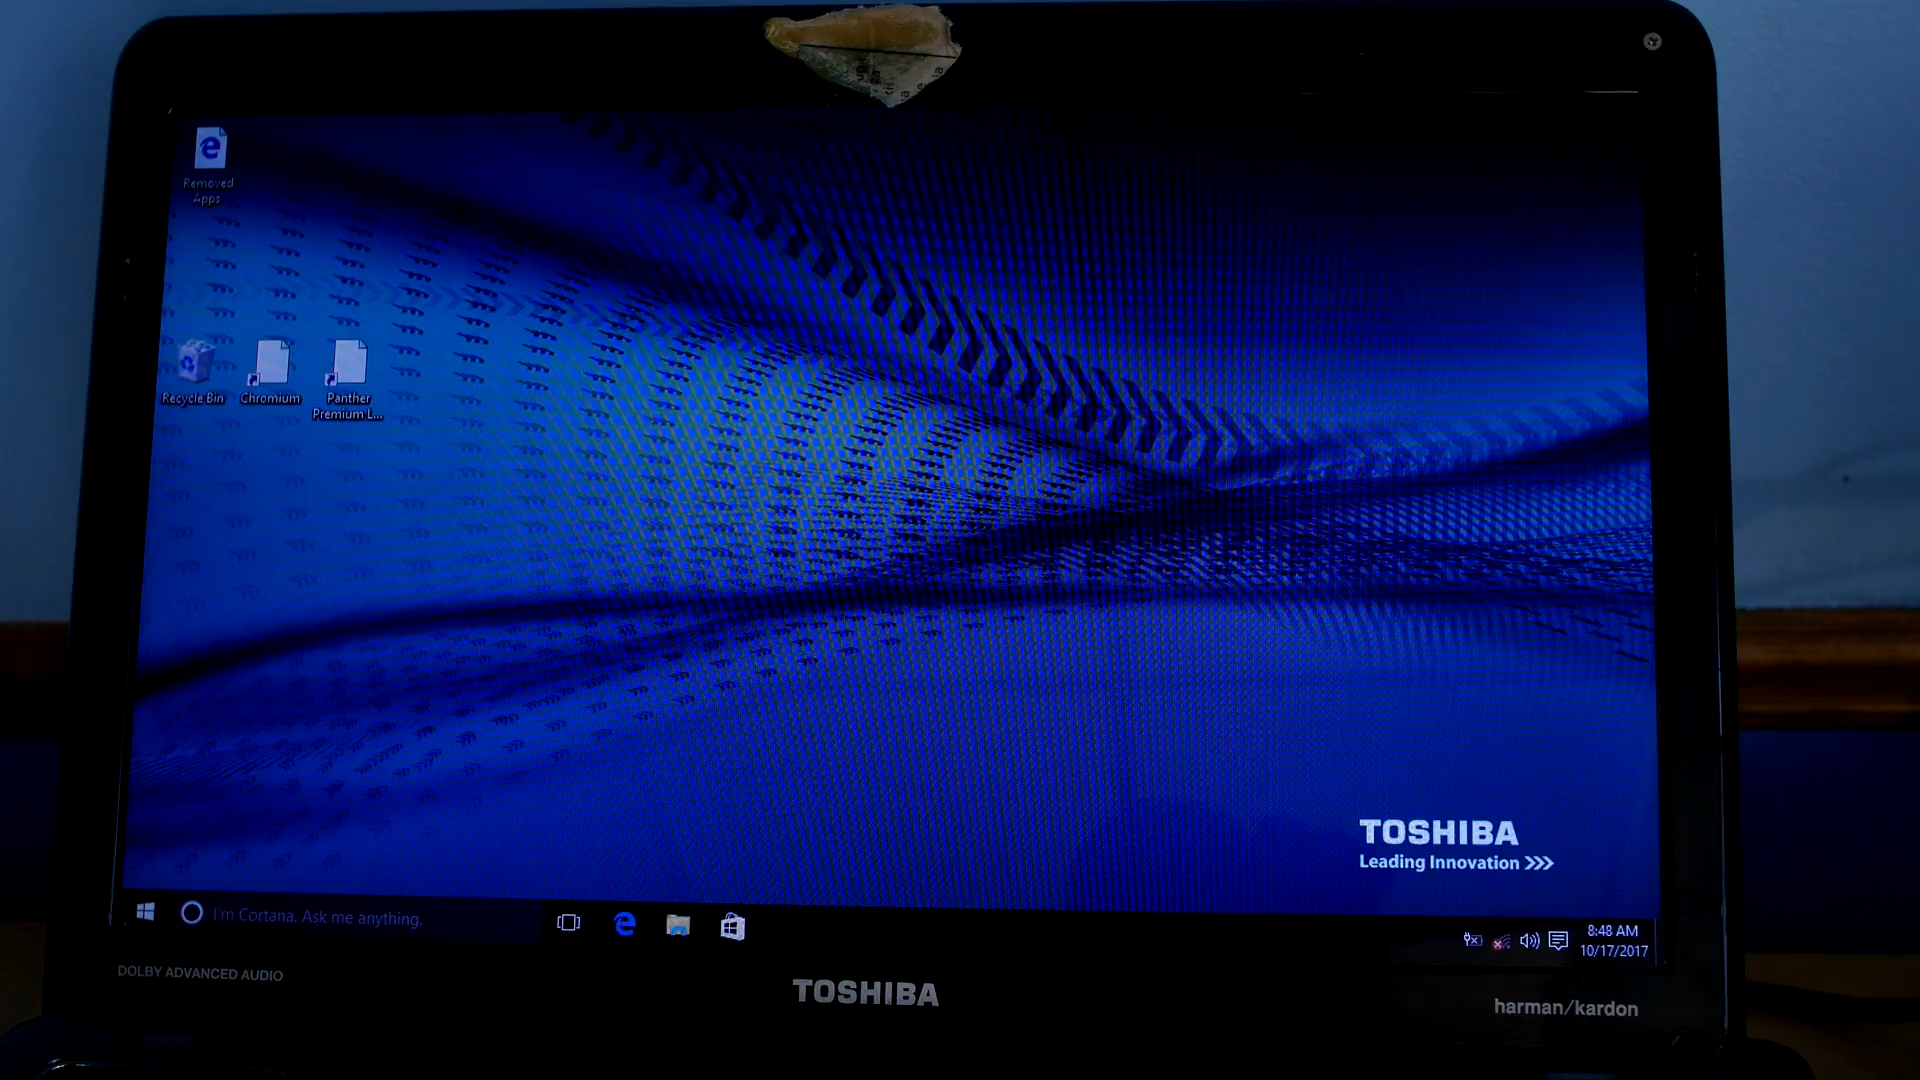 Removed
Apps
Recycle Bin
Chromium
Panther
Premium L...
TOSHIBA
Leading Innovation >>>
I'm Cortana. Ask me anything.
8:48 AM
10/17/2017
DOLBY ADVANCED AUDIO
TOSHIBA
harman/kardon